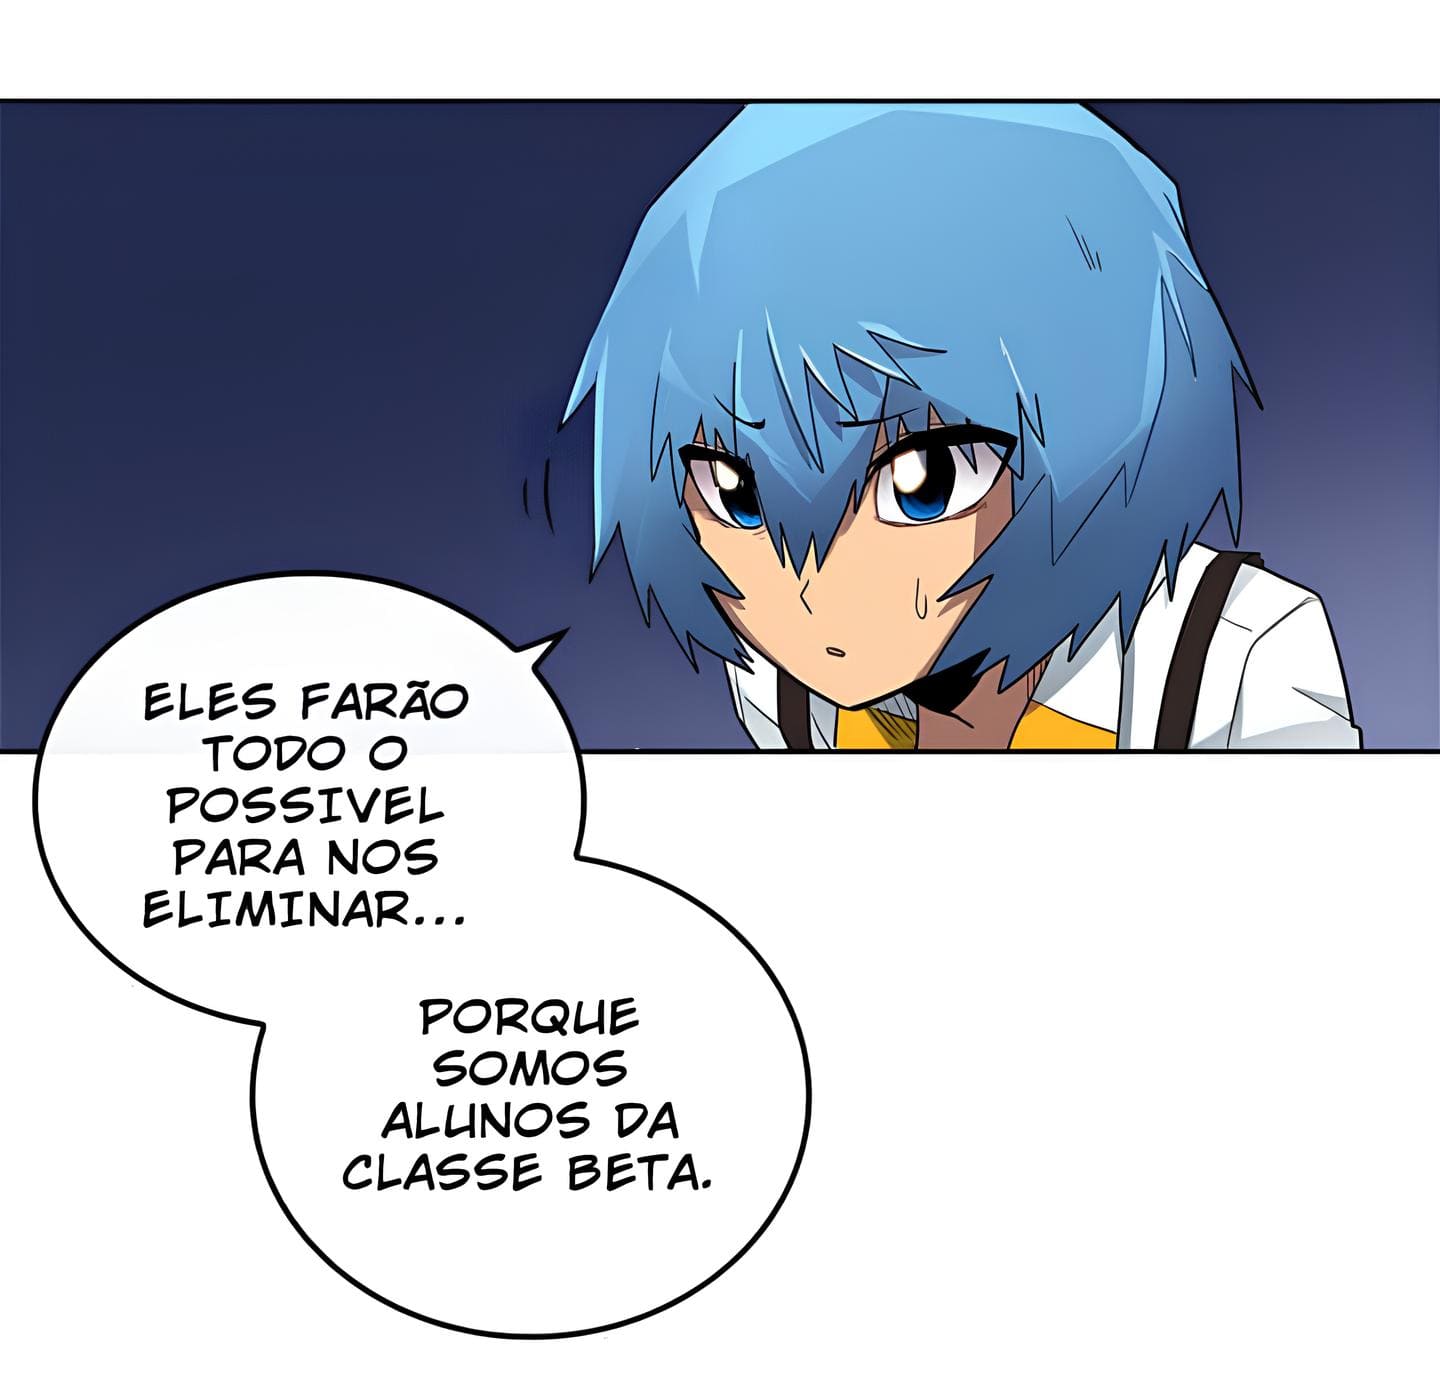 ELES FARÃO
TODO O
POSSIVEL
PARA NOS
ELIMINAR...
PORQUE
SOMOS
ALUNOS DA
CLASSE BETA.